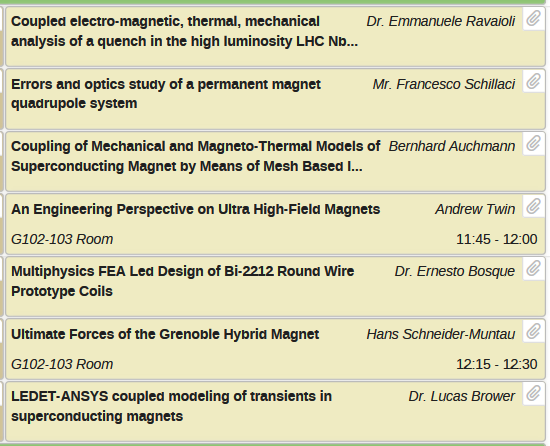 Coupled electro-magnetic, thermal, mechanical Dr. Emmanuele Ravaioli
analysis of a quench in the high luminosity LHC Nb...
Errors and optics study of a permanent magnet Mr. Francesco Schillaci
quadrupole system
Coupling of Mechanical and Magneto-Thermal Models of Bernhard Auchmann
Superconducting Magnet by Means of Mesh Based I...
An Engineering Perspective on Ultra High-Field Magnets Andrew Twin
G102-103 Room 11:45 - 12:00
Multiphysics FEA Led Design of Bi-2212 Round Wire Dr. Ernesto Bosque
Prototype Coils
Ultimate Forces of the Grenoble Hybrid Magnet Hans Schneider-Muntau
G102-103 Room 12:15 - 12:30
LEDET-ANSYS coupled modeling of transients in Dr. Lucas Brower
superconducting magnets